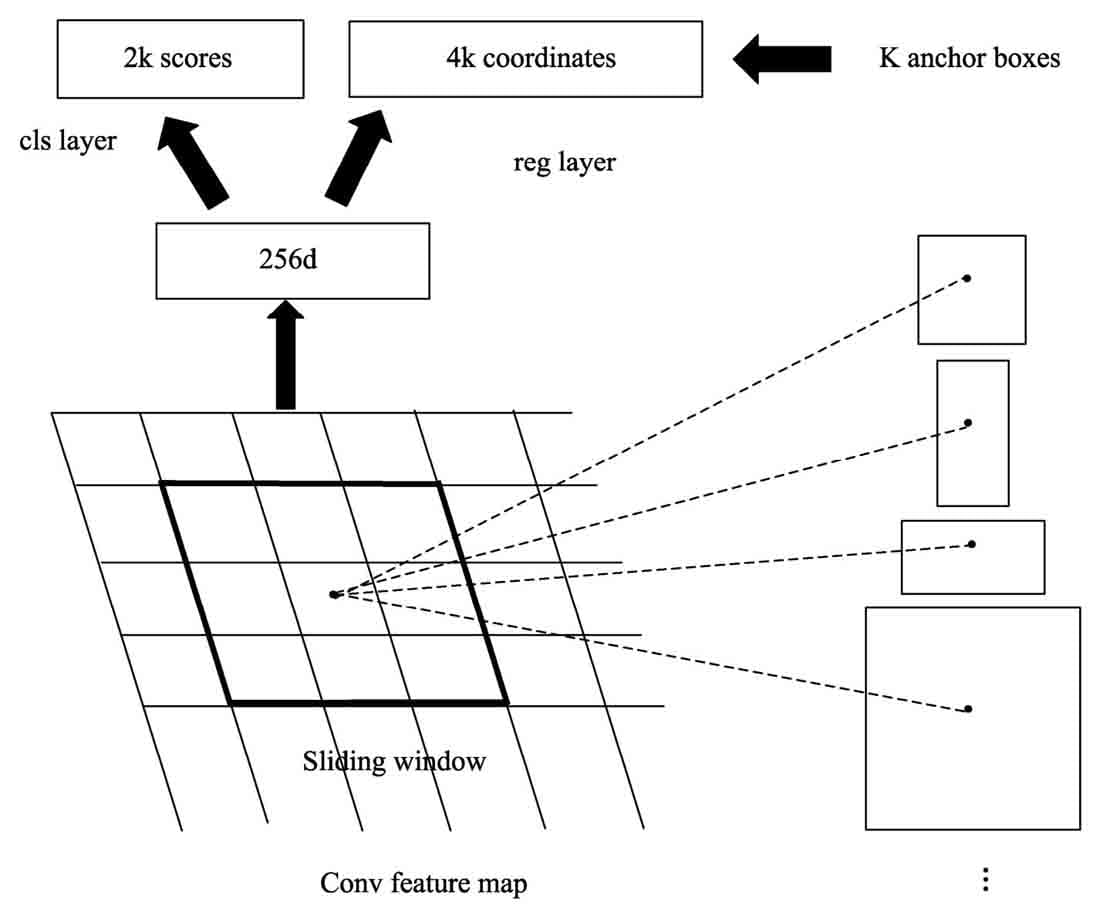 2k scores
4k coordinates
K anchor boxes
cls layer
reg layer
256d
Sliding window
Conv feature map
⋮